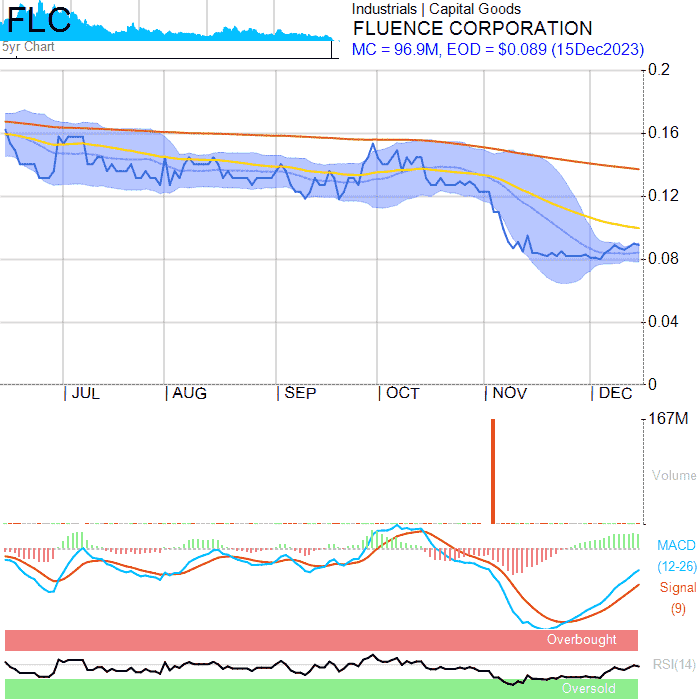 FLC
5yr Chart
Industrials | Capital Goods
FLUENCE CORPORATION
MC = 96.9M, EOD = $0.089 (15Dec2023)
0.2
0.16
0.12
0.08
0.04
0
JUL AUG SEP OCT NOV DEC
167M
Volume
MACD
(12-26)
Signal
(9)
Overbought
RSI(14)
Oversold